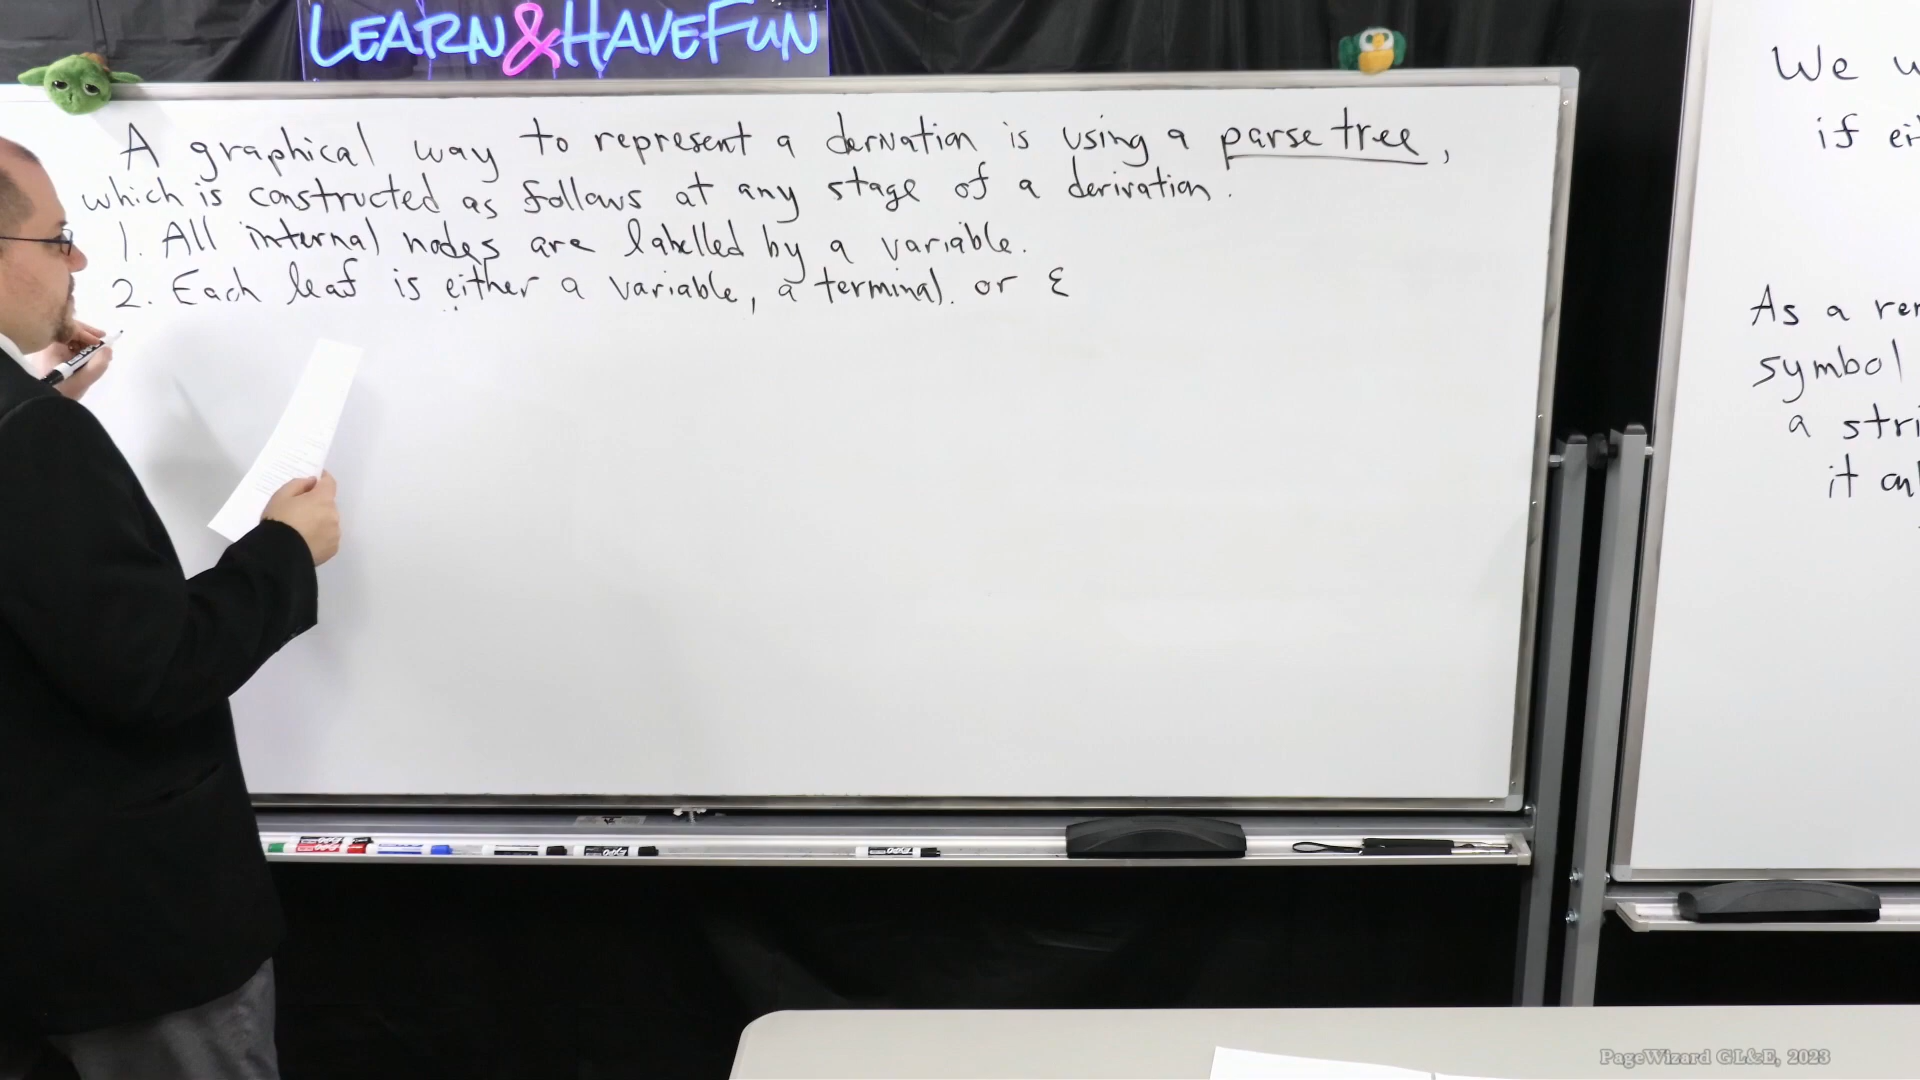 LEARN&HAVEFUN
A graphical way to represent a derivation is using a parse tree,
which is constructed as follows at any stage of a derivation.
1. All internal nodes are labelled by a variable.
2. Each leaf is either a variable, a terminal. or ε
We
if
As a
symbol
a
it
EXPO
PageWizard GL&E, 2023